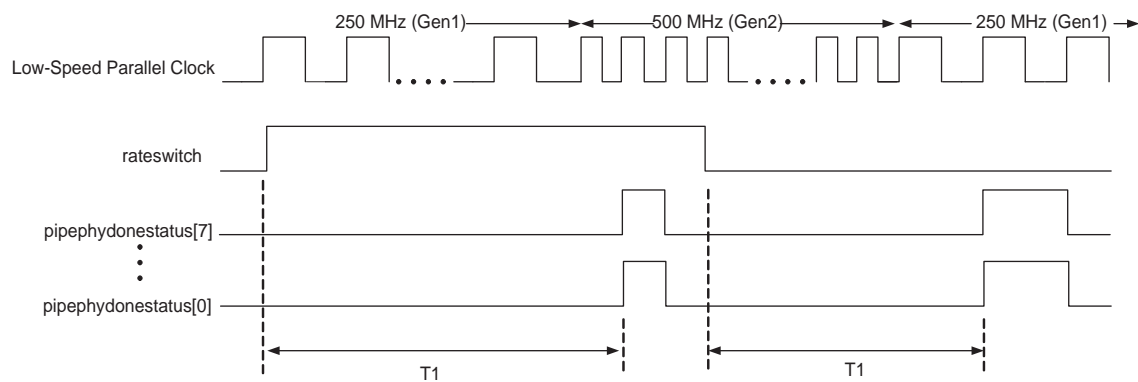 250 MHz (Gen1)
500 MHz (Gen2)
250 MHz (Gen1)
Low-Speed Parallel Clock
rateswitch
pipephydonestatus[7]
pipephydonestatus[0]
T1
T1